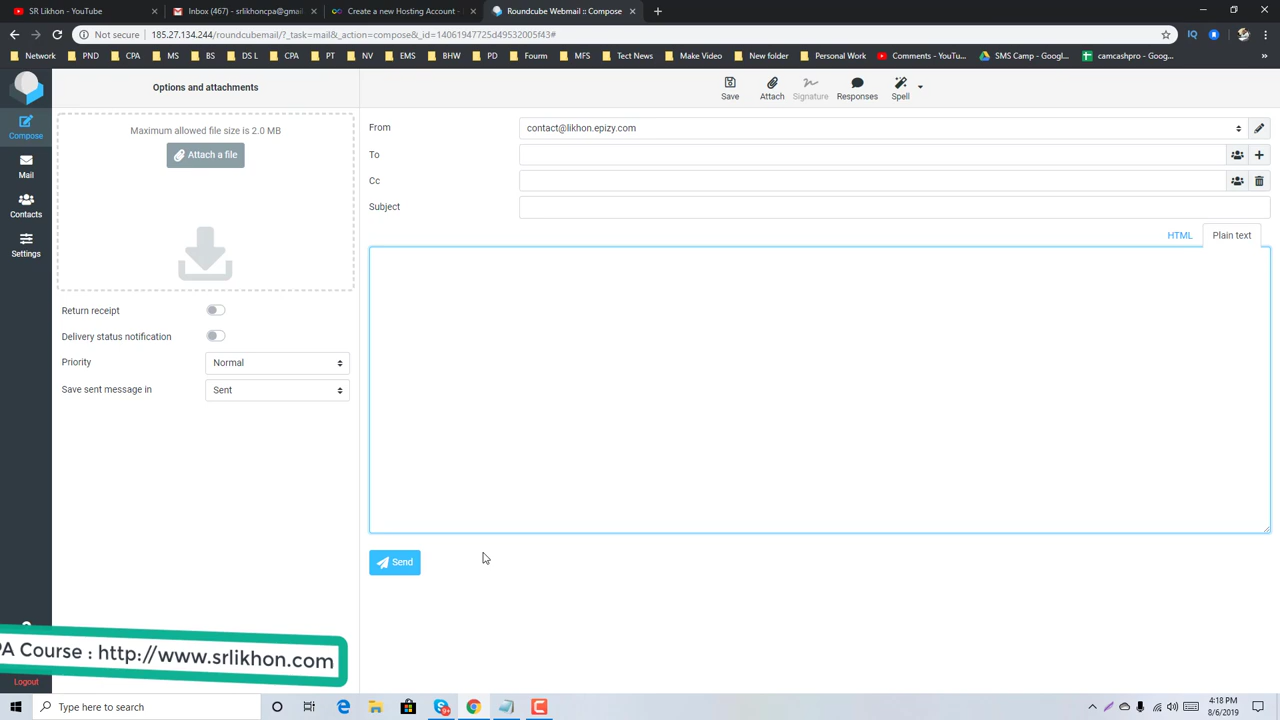 SR Likhon - YouTube
Inbox (467) - srlikhoncpa@gmail
Create a new Hosting Account -
Roundcube Webmail :: Compose
Not secure 185.27.134.244/roundcubemail/?_task=mail&_action=compose&_id=14061947725d49532005f43#
IQ
Network PND CPA MS BS DS L CPA PT NV EMS BHW PD Fourm MFS Tect News New folder Make Video Personal Work Comments - YouTu... SMS Camp - Googl... camcashpro - Goog...
Compose
Mail
Contacts
Settings
Logout
Options and attachments
Maximum allowed file size is 2.0 MB
Attach a file
Return receipt
Delivery status notification
Priority
Normal
Save sent message in
Sent
Save
Attach
Signature
Responses
Spell
From
contact@likhon.epizy.com
To
Cc
Subject
HTML
Plain text
Send
PA Course : http://www.srlikhon.com
Type here to search
4:18 PM
8/6/2019